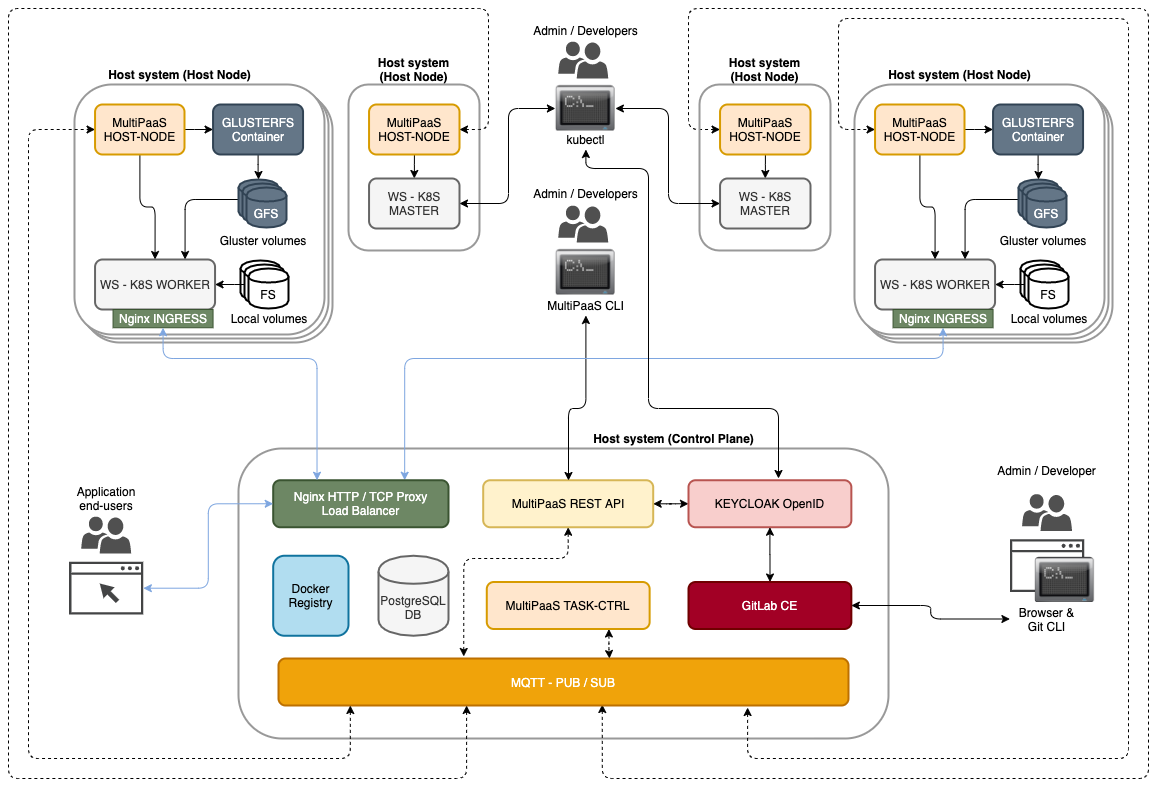 Admin / Developers
C:\_
kubectl
Host system (Host Node)
MultiPaaS
HOST-NODE
GLUSTERFS
Container
GFS
Gluster volumes
WS - K8S WORKER
Nginx INGRESS
FS
Local volumes
Host system
(Host Node)
MultiPaaS
HOST-NODE
WS - K8S
MASTER
Admin / Developers
C:\_
MultiPaaS CLI
Host system
(Host Node)
MultiPaaS
HOST-NODE
WS - K8S
MASTER
Host system (Host Node)
MultiPaaS
HOST-NODE
GLUSTERFS
Container
GFS
Gluster volumes
WS - K8S WORKER
Nginx INGRESS
FS
Local volumes
Host system (Control Plane)
Application
end-users
Nginx HTTP / TCP Proxy
Load Balancer
MultiPaaS REST API
KEYCLOAK OpenID
Docker
Registry
PostgreSQL
DB
MultiPaaS TASK-CTRL
GitLab CE
MQTT - PUB / SUB
Admin / Developer
C:\_
Browser &
Git CLI